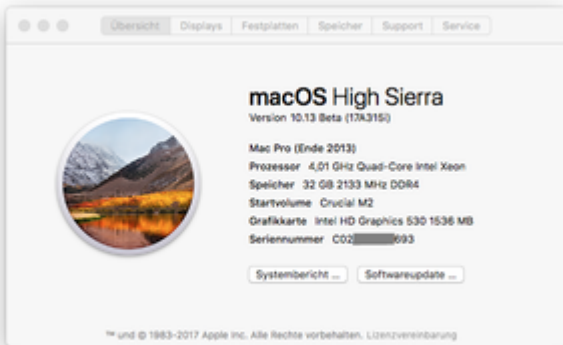 Übersicht Displays Festplatten Speicher Support Service
macOS High Sierra
Version 10.13 Beta (17A315i)
Mac Pro (Ende 2013)
Prozessor 4,01 GHz Quad-Core Intel Xeon
Speicher 32 GB 2133 MHz DDR4
Startvolume Crucial M2
Grafikkarte Intel HD Graphics 530 1536 MB
Seriennummer C02 693
Systembericht ... Softwareupdate ...
™ und © 1983-2017 Apple Inc. Alle Rechte vorbehalten. Lizenzvereinbarung